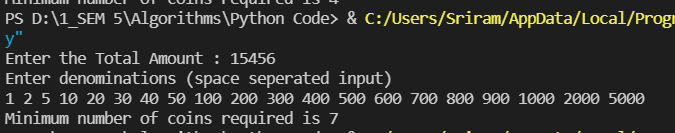 Minimum number of coins required is 4
PS D:\1_SEM 5\Algorithms\Python Code> & C:/Users/Sriram/AppData/Local/Progr
y"
Enter the Total Amount : 15456
Enter denominations (space seperated input)
1 2 5 10 20 30 40 50 100 200 300 400 500 600 700 800 900 1000 2000 5000
Minimum number of coins required is 7